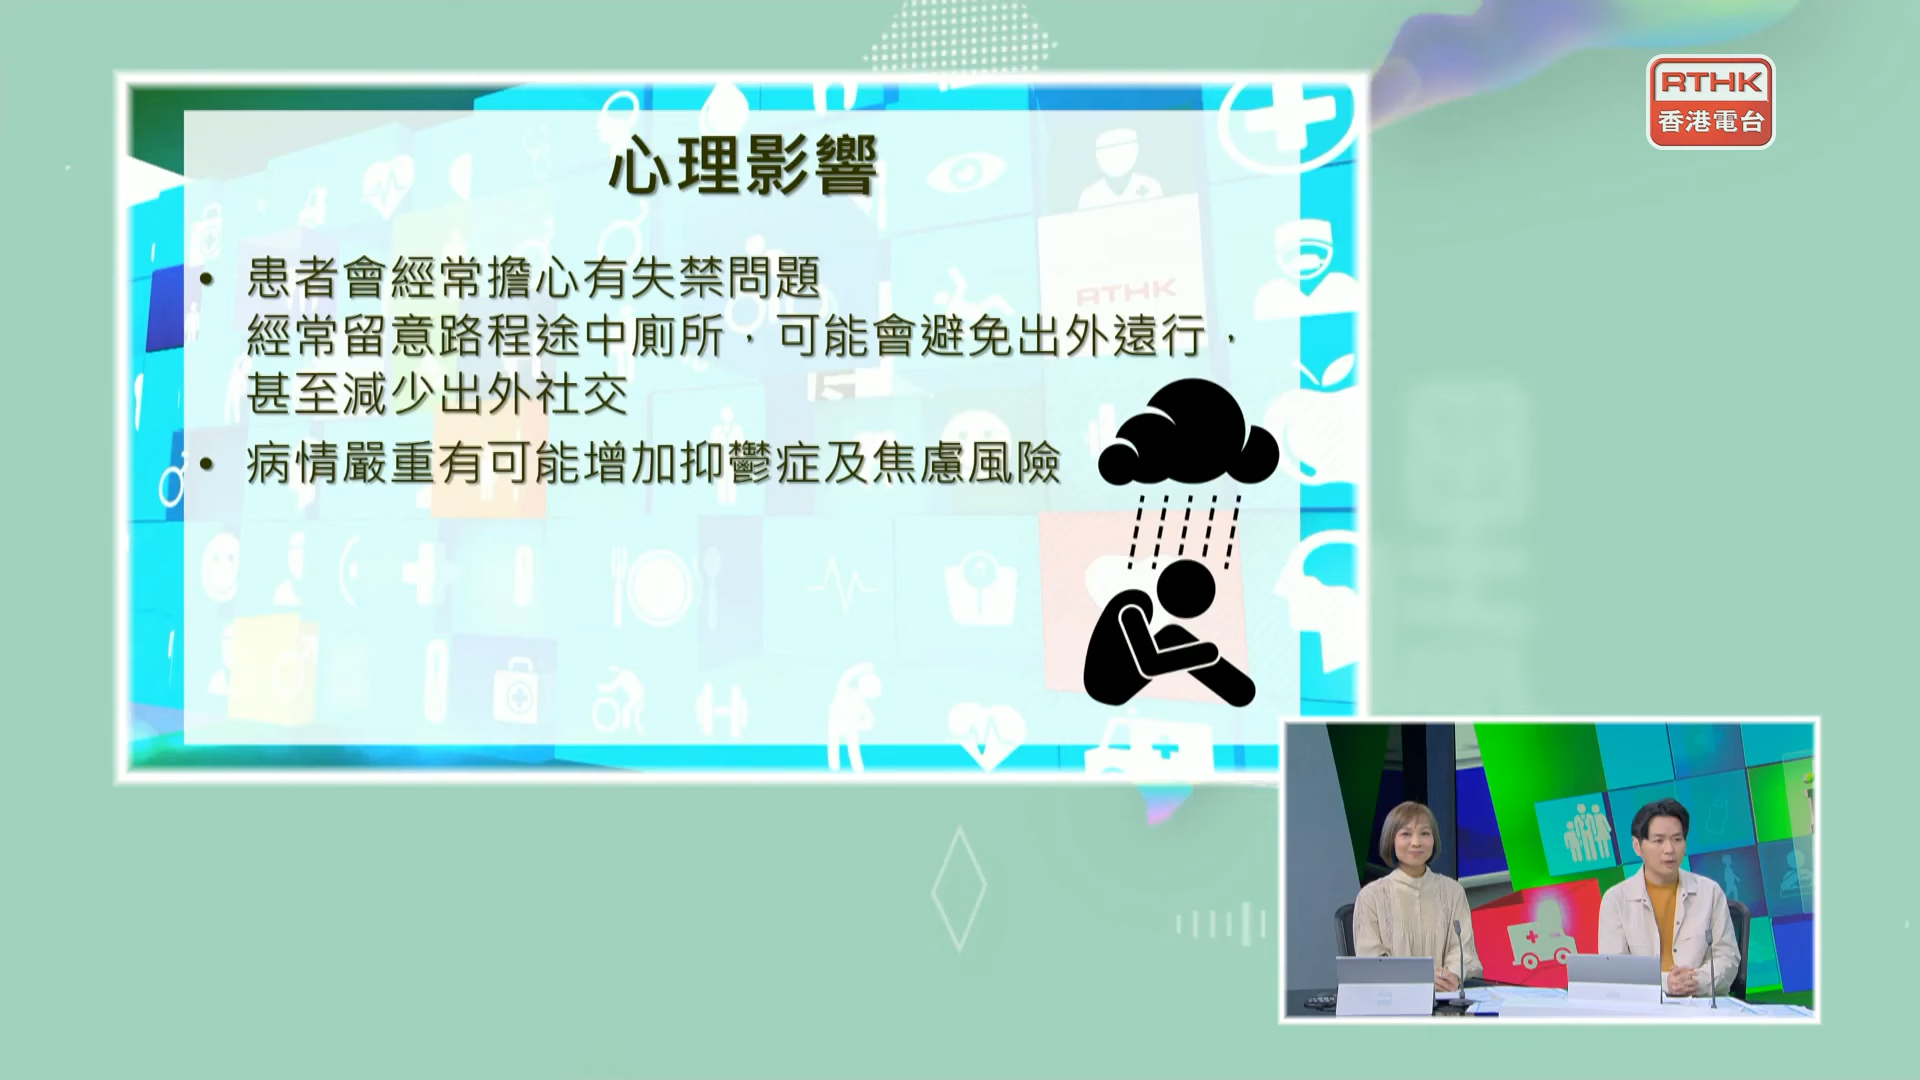 心理影響
RTHK
香港電台
• 患者會經常擔心有失禁問題
經常留意路程途中廁所，可能會避免出外遠行，
甚至減少出外社交
• 病情嚴重有可能增加抑鬱症及焦慮風險
RTHK